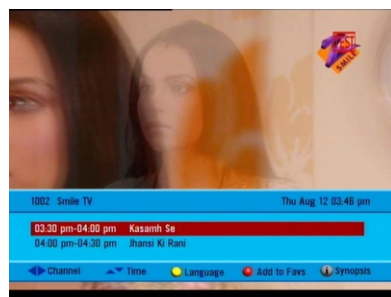 TEST
SMILE
1002 Smile TV Thu Aug 12 03:46 pm
03:30 pm-04:00 pm Kasamh Se
04:00 pm-04:30 pm Jhansi Ki Rani
Channel Time Language Add to Favs Synopsis